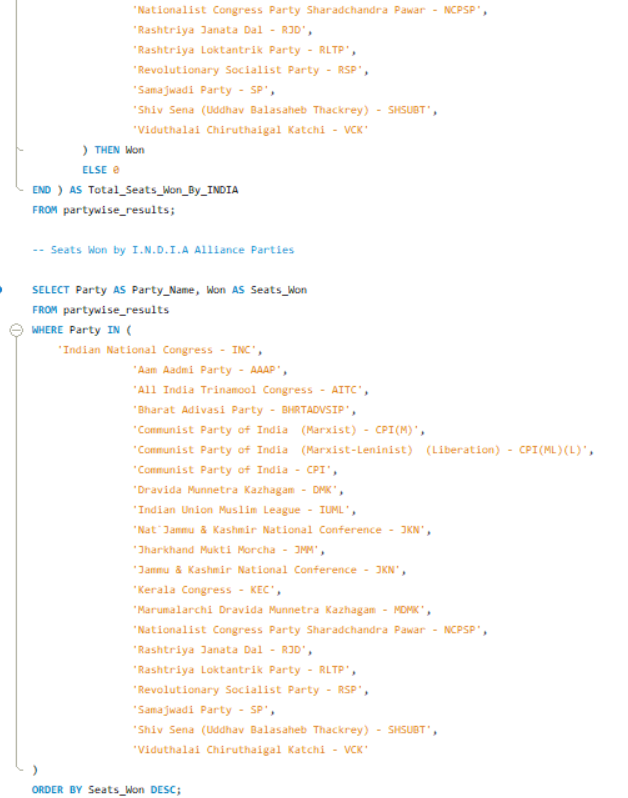 'Nationalist Congress Party Sharadchandra Pawar - NCPSP',
'Rashtriya Janata Dal - RJD',
'Rashtriya Loktantrik Party - RLTP',
'Revolutionary Socialist Party - RSP',
'Samajwadi Party - SP',
'Shiv Sena (Uddhav Balasaheb Thackrey) - SHSUBT',
'Viduthalai Chiruthaigal Katchi - VCK'
) THEN Won
ELSE 0
END ) AS Total_Seats_Won_By_INDIA
FROM partywise_results;
-- Seats Won by I.N.D.I.A Alliance Parties
SELECT Party AS Party_Name, Won AS Seats_Won
FROM partywise_results
WHERE Party IN (
'Indian National Congress - INC',
'Aam Aadmi Party - AAAP',
'All India Trinamool Congress - AITC',
'Bharat Adivasi Party - BHRTADVSIP',
'Communist Party of India  (Marxist) - CPI(M)',
'Communist Party of India  (Marxist-Leninist)  (Liberation) - CPI(ML)(L)',
'Communist Party of India - CPI',
'Dravida Munnetra Kazhagam - DMK',
'Indian Union Muslim League - IUML',
'Nat`Jammu & Kashmir National Conference - JKN',
'Jharkhand Mukti Morcha - JMM',
'Jammu & Kashmir National Conference - JKN',
'Kerala Congress - KEC',
'Marumalarchi Dravida Munnetra Kazhagam - MDMK',
'Nationalist Congress Party Sharadchandra Pawar - NCPSP',
'Rashtriya Janata Dal - RJD',
'Rashtriya Loktantrik Party - RLTP',
'Revolutionary Socialist Party - RSP',
'Samajwadi Party - SP',
'Shiv Sena (Uddhav Balasaheb Thackrey) - SHSUBT',
'Viduthalai Chiruthaigal Katchi - VCK'
)
ORDER BY Seats_Won DESC;